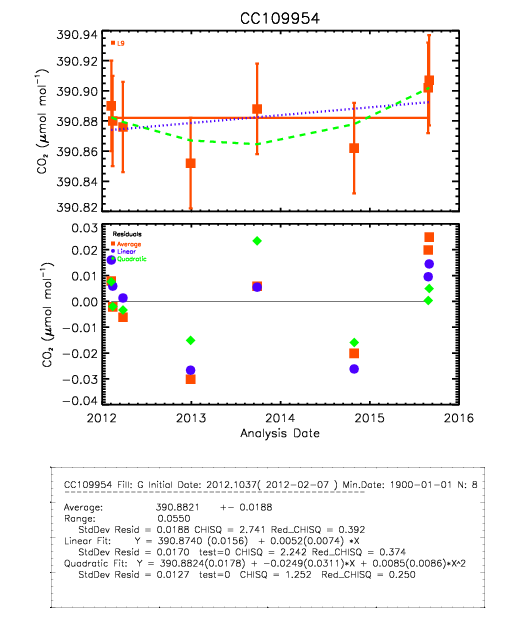 CC109954
390.94
390.92
390.90
390.88
390.86
390.84
390.82
CO₂ (μmol mol⁻¹)
L9
0.03
0.02
0.01
0.00
−0.01
−0.02
−0.03
−0.04
CO₂ (μmol mol⁻¹)
Residuals
Average
Linear
Quadratic
2012 2013 2014 2015 2016
Analysis Date
CC109954 Fill: G Initial Date: 2012.1037( 2012-02-07 ) Min.Date: 1900-01-01 N: 8
Average: 390.8821 +- 0.0188
Range: 0.0550
StdDev Resid = 0.0188 CHISQ = 2.741 Red_CHISQ = 0.392
Linear Fit: Y = 390.8740 (0.0156) + 0.0052(0.0074) *X
StdDev Resid = 0.0170 test=0 CHISQ = 2.242 Red_CHISQ = 0.374
Quadratic Fit: Y = 390.8824(0.0178) + -0.0249(0.0311)*X + 0.0085(0.0086)*X^2
StdDev Resid = 0.0127 test=0 CHISQ = 1.252 Red_CHISQ = 0.250